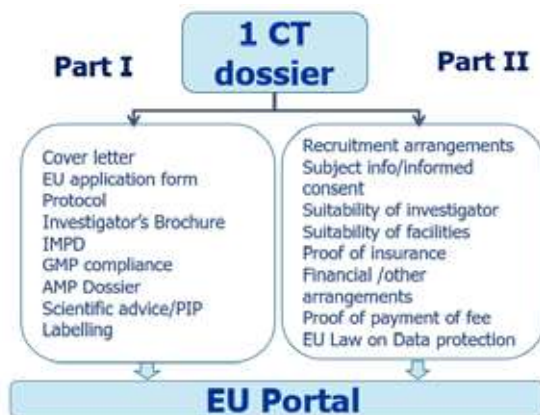 1 CT
dossier
Part I
Part II
Cover letter
EU application form
Protocol
Investigator's Brochure
IMPD
GMP compliance
AMP Dossier
Scientific advice/PIP
Labelling
Recruitment arrangements
Subject info/informed
consent
Suitability of investigator
Suitability of facilities
Proof of insurance
Financial /other
arrangements
Proof of payment of fee
EU Law on Data protection
EU Portal